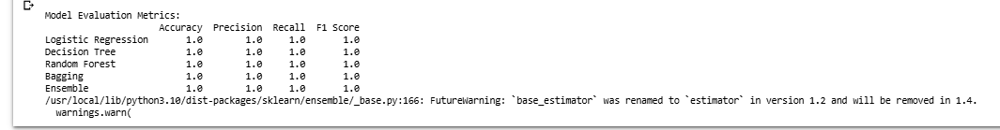 Model Evaluation Metrics:
Accuracy Precision Recall F1 Score
Logistic Regression 1.0 1.0 1.0 1.0
Decision Tree 1.0 1.0 1.0 1.0
Random Forest 1.0 1.0 1.0 1.0
Bagging 1.0 1.0 1.0 1.0
Ensemble 1.0 1.0 1.0 1.0
/usr/local/lib/python3.10/dist-packages/sklearn/ensemble/_base.py:166: FutureWarning: `base_estimator` was renamed to `estimator` in version 1.2 and will be removed in 1.4.
warnings.warn(